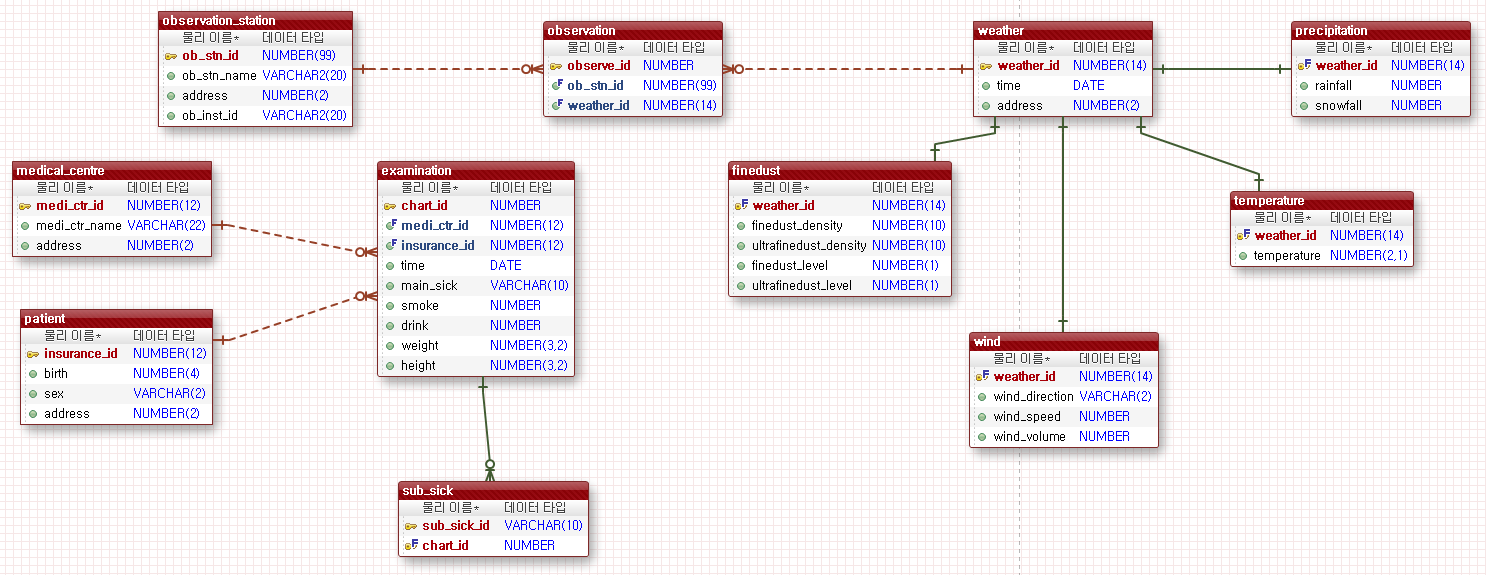 observation_station
물리 이름* 데이터 타입
ob_stn_id NUMBER(99)
ob_stn_name VARCHAR2(20)
address NUMBER(2)
ob_inst_id VARCHAR2(20)
observation
물리 이름* 데이터 타입
observe_id NUMBER
ob_stn_id NUMBER(99)
weather_id NUMBER(14)
weather
물리 이름* 데이터 타입
weather_id NUMBER(14)
time DATE
address NUMBER(2)
precipitation
물리 이름* 데이터 타입
weather_id NUMBER(14)
rainfall NUMBER
snowfall NUMBER
medical_centre
물리 이름* 데이터 타입
medi_ctr_id NUMBER(12)
medi_ctr_name VARCHAR(22)
address NUMBER(2)
examination
물리 이름* 데이터 타입
chart_id NUMBER
medi_ctr_id NUMBER(12)
insurance_id NUMBER(12)
time DATE
main_sick VARCHAR(10)
smoke NUMBER
drink NUMBER
weight NUMBER(3,2)
height NUMBER(3,2)
finedust
물리 이름* 데이터 타입
weather_id NUMBER(14)
finedust_density NUMBER(10)
ultrafinedust_density NUMBER(10)
finedust_level NUMBER(1)
ultrafinedust_level NUMBER(1)
temperature
물리 이름* 데이터 타입
weather_id NUMBER(14)
temperature NUMBER(2,1)
patient
물리 이름* 데이터 타입
insurance_id NUMBER(12)
birth NUMBER(4)
sex VARCHAR(2)
address NUMBER(2)
wind
물리 이름* 데이터 타입
weather_id NUMBER(14)
wind_direction VARCHAR(2)
wind_speed NUMBER
wind_volume NUMBER
sub_sick
물리 이름* 데이터 타입
sub_sick_id VARCHAR(10)
chart_id NUMBER